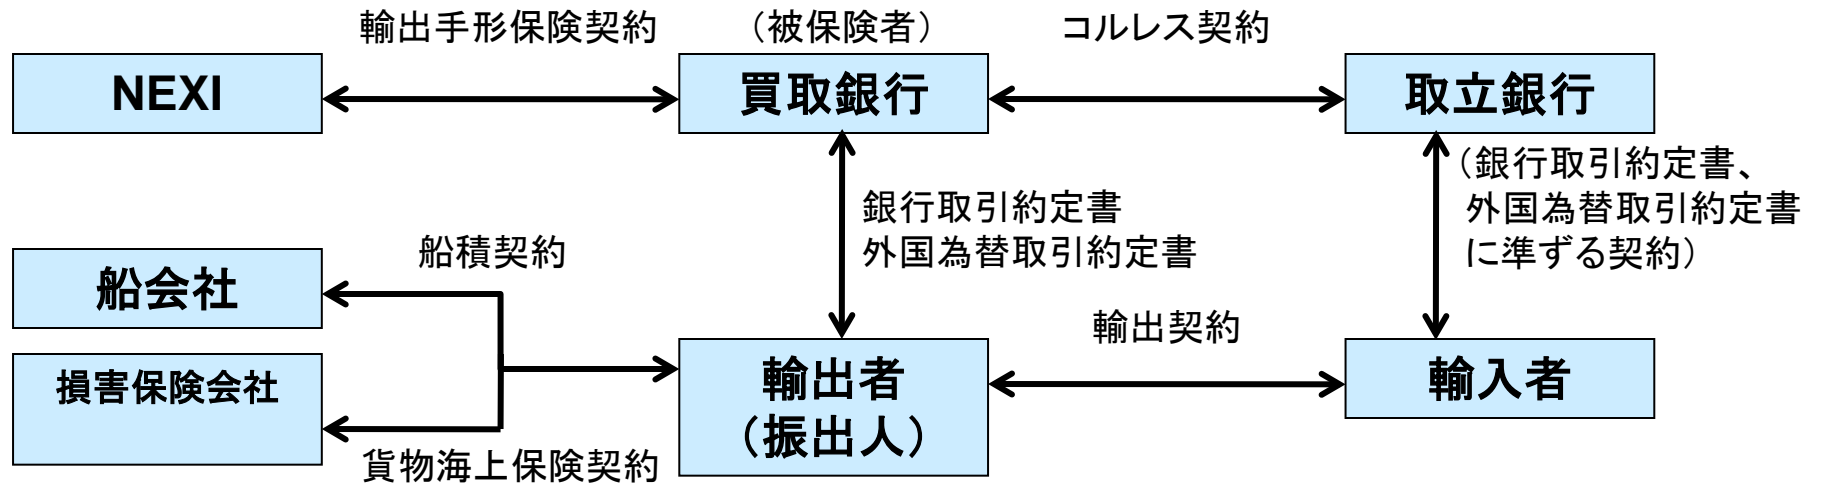 輸出手形保険契約
（被保険者）
コルレス契約
NEXI
買取銀行
取立銀行
（銀行取引約定書、
外国為替取引約定書
に準ずる契約）
銀行取引約定書
外国為替取引約定書
船積契約
船会社
輸出契約
損害保険会社
輸出者
（振出人）
輸入者
貨物海上保険契約